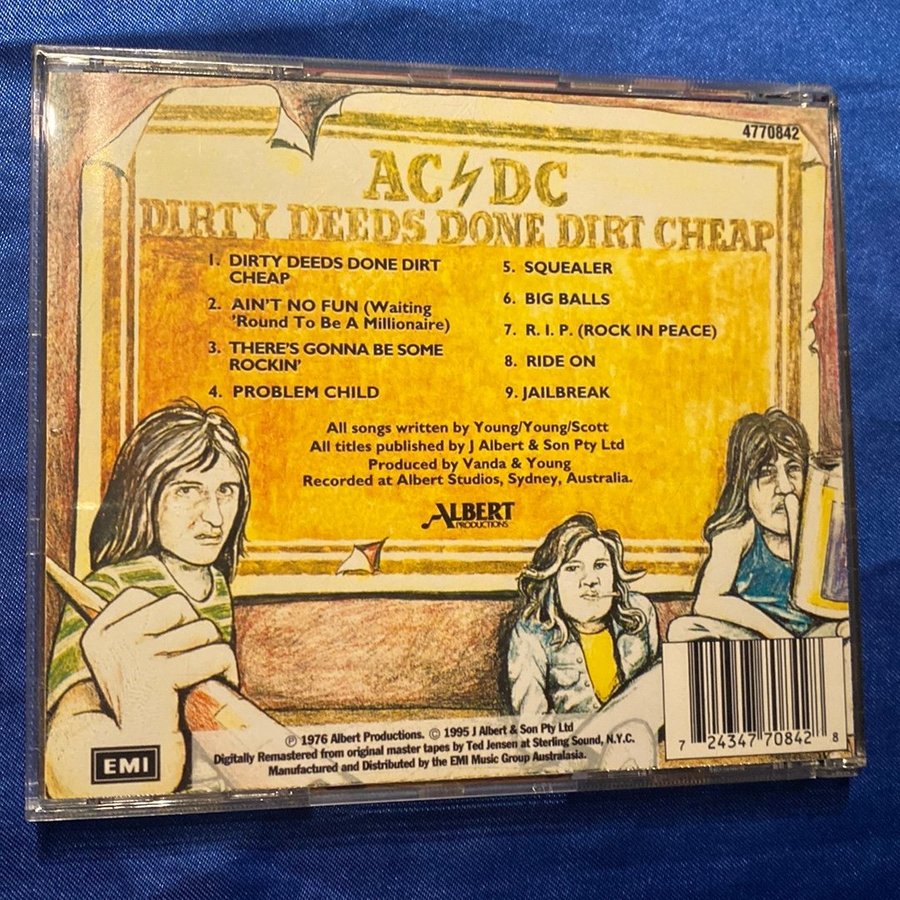 4770842
AC⚡DC
DIRTY DEEDS DONE DIRT CHEAP
1. DIRTY DEEDS DONE DIRT
CHEAP
2. AIN'T NO FUN (Waiting
'Round To Be A Millionaire)
3. THERE'S GONNA BE SOME
ROCKIN'
4. PROBLEM CHILD
5. SQUEALER
6. BIG BALLS
7. R. I. P. (ROCK IN PEACE)
8. RIDE ON
9. JAILBREAK
All songs written by Young/Young/Scott
All titles published by J Albert & Son Pty Ltd
Produced by Vanda & Young
Recorded at Albert Studios, Sydney, Australia.
ALBERT
PRODUCTIONS
℗ 1976 Albert Productions. © 1995 J Albert & Son Pty Ltd
Digitally Remastered from original master tapes by Ted Jensen at Sterling Sound, N.Y.C.
Manufactured and Distributed by the EMI Music Group Australasia.
EMI
7 24347 70842 8